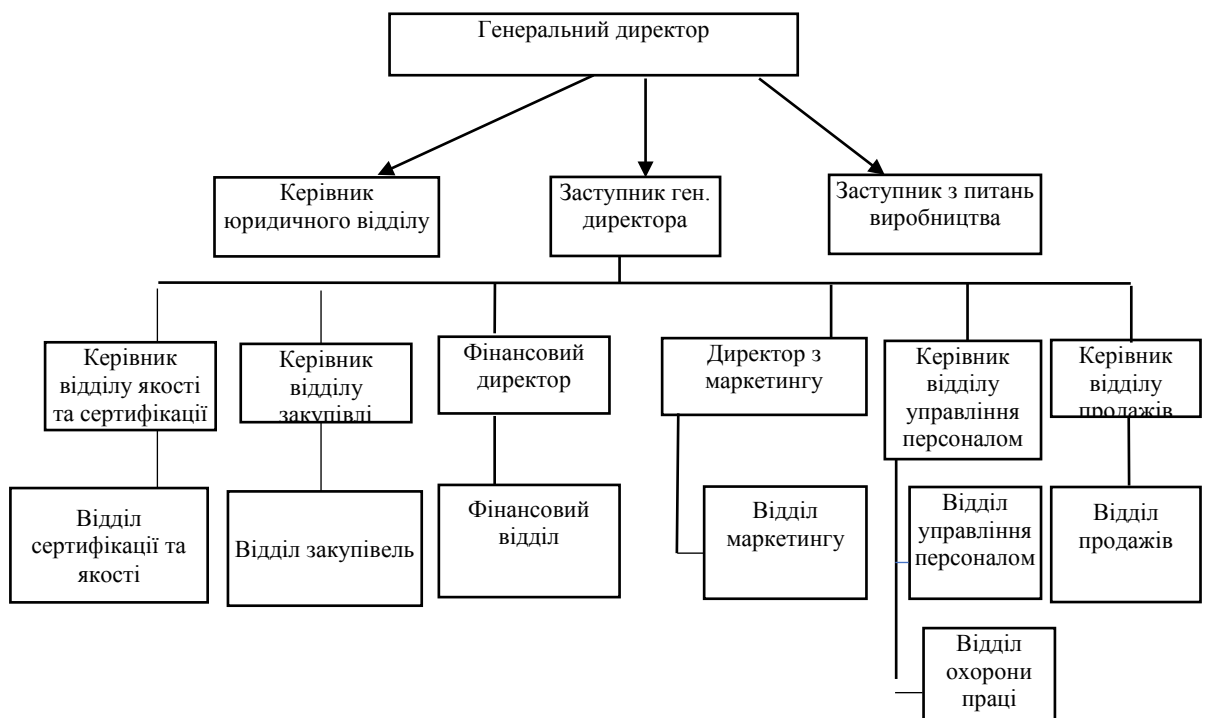 Генеральний директор
Керівник
юридичного відділу
Заступник ген.
директора
Заступник з питань
виробництва
Керівник
відділу якості
та сертифікації
Керівник
відділу
закупівлі
Фінансовий
директор
Директор з
маркетингу
Керівник
відділу
управління
персоналом
Керівник
відділу
продажів
Відділ
сертифікації та
якості
Відділ закупівель
Фінансовий
відділ
Відділ
маркетингу
Відділ
управління
персоналом
Відділ
продажів
Відділ
охорони
праці